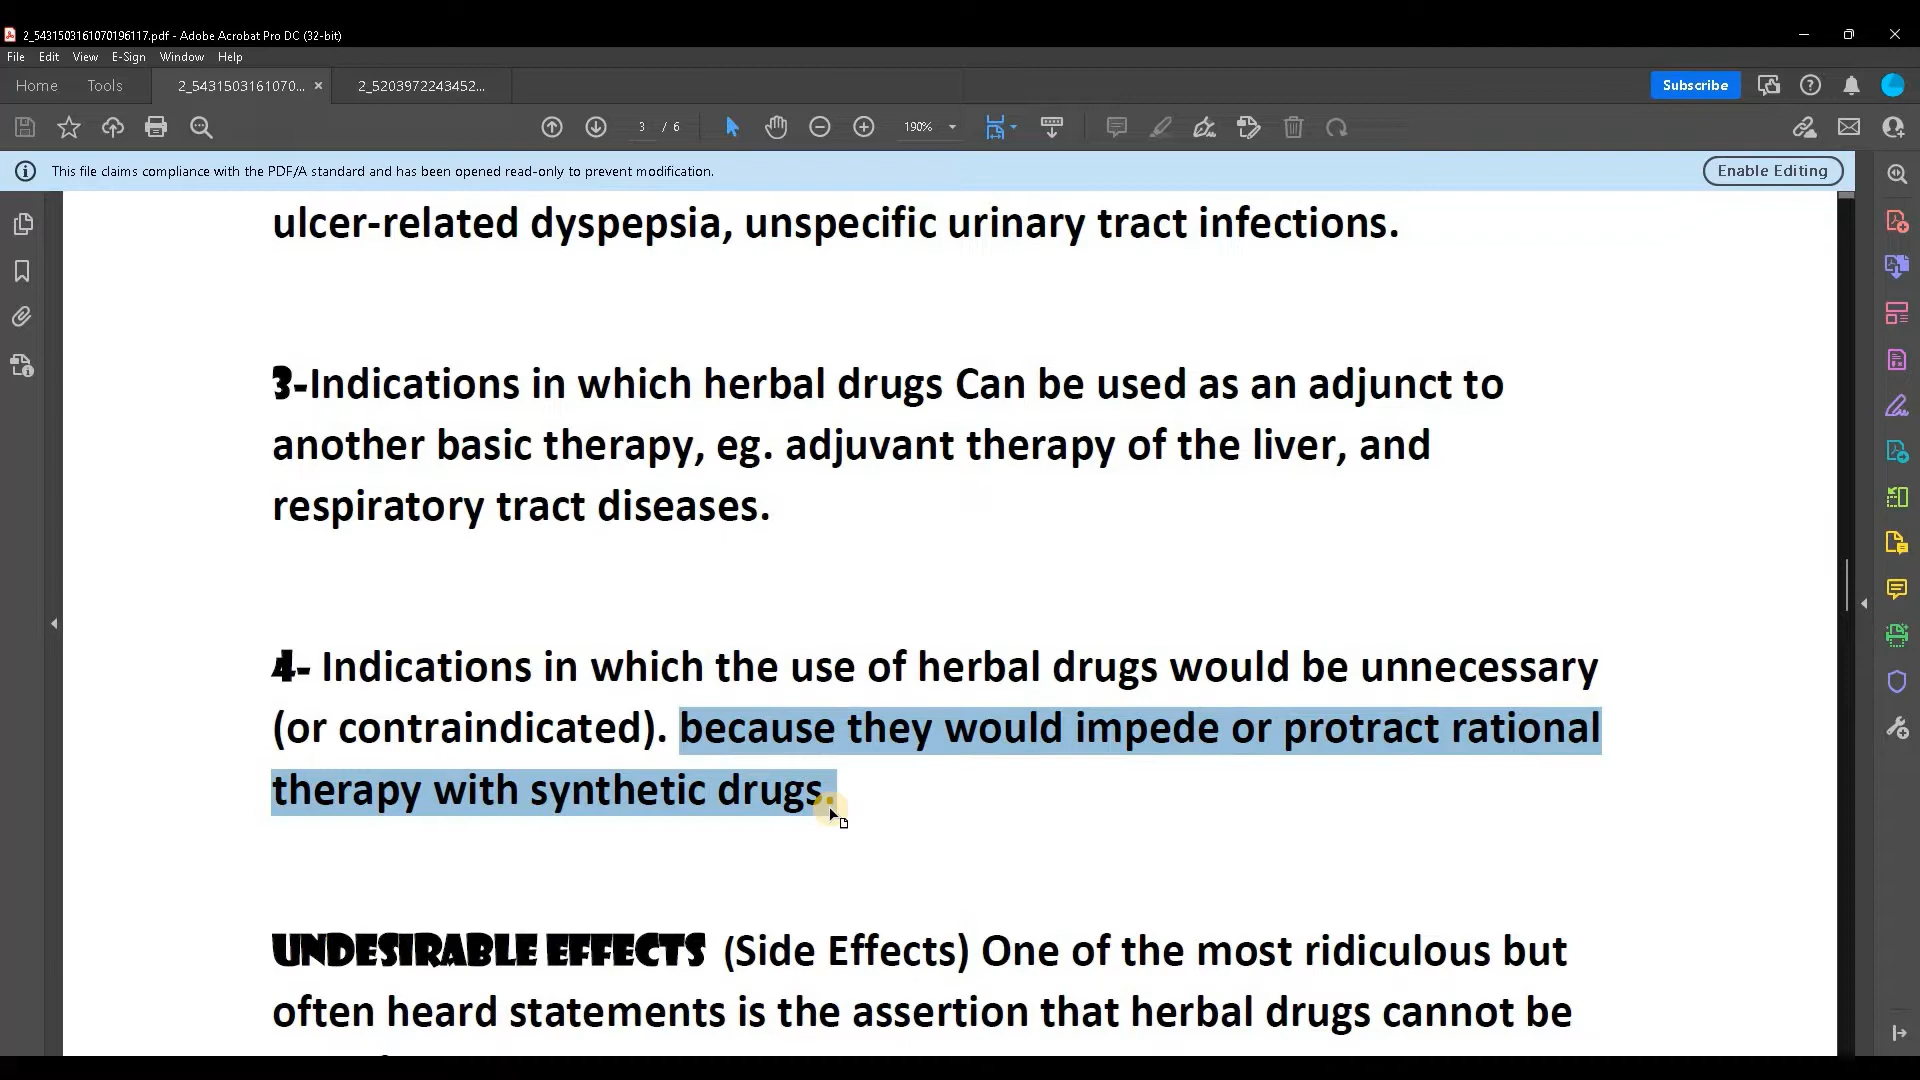 2_5431503161070196117.pdf - Adobe Acrobat Pro DC (32-bit)
File Edit View E-Sign Window Help
Home Tools 2_5431503161070... × 2_5203972243452... Subscribe
3 / 6 190%
This file claims compliance with the PDF/A standard and has been opened read-only to prevent modification. Enable Editing
ulcer-related dyspepsia, unspecific urinary tract infections.
3-Indications in which herbal drugs Can be used as an adjunct to
another basic therapy, eg. adjuvant therapy of the liver, and
respiratory tract diseases.
4- Indications in which the use of herbal drugs would be unnecessary
(or contraindicated). because they would impede or protract rational
therapy with synthetic drugs.
UNDESIRABLE EFFECTS (Side Effects) One of the most ridiculous but
often heard statements is the assertion that herbal drugs cannot be